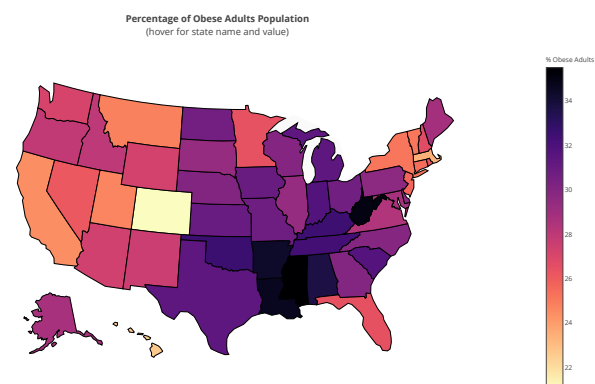 Percentage of Obese Adults Population
(hover for state name and value)
% Obese Adults
34
32
30
28
26
24
22